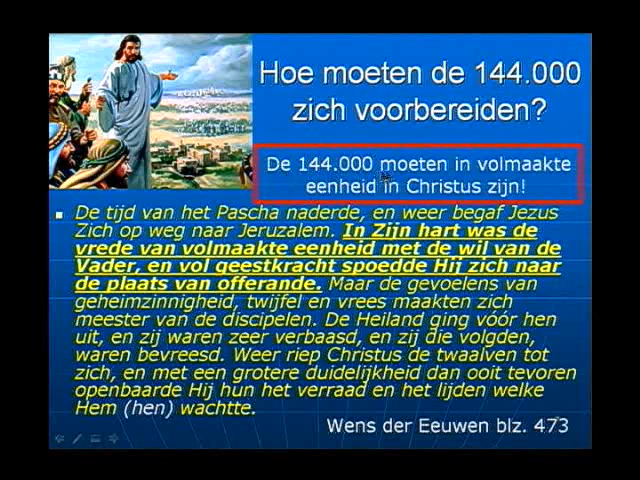 Hoe moeten de 144.000
zich voorbereiden?
De 144.000 moeten in volmaakte
eenheid in Christus zijn!
De tijd van het Pascha naderde, en weer begaf Jezus
Zich op weg naar Jeruzalem. In Zijn hart was de
vrede van volmaakte eenheid met de wil van de
Vader, en vol geestkracht spoedde Hij zich naar
de plaats van offerande. Maar de gevoelens van
geheimzinnigheid, twijfel en vrees maakten zich
meester van de discipelen. De Heiland ging vóór hen
uit, en zij waren zeer verbaasd, en zij die volgden,
waren bevreesd. Weer riep Christus de twaalven tot
zich, en met een grotere duidelijkheid dan ooit tevoren
openbaarde Hij hun het verraad en het lijden welke
Hem (hen) wachtte.
Wens der Eeuwen blz. 473